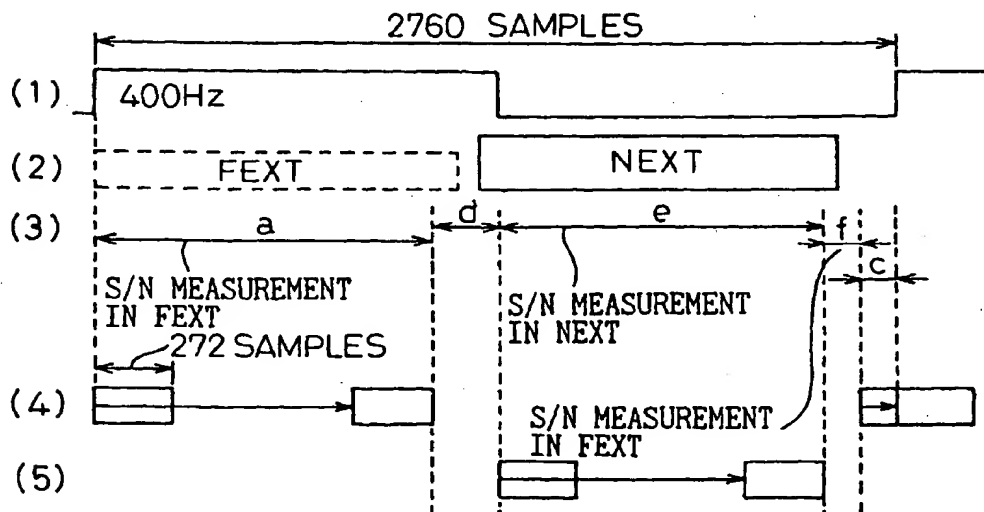 2760 SAMPLES
(1)
400Hz
(2)
FEXT
NEXT
(3)
a
d
e
f
c
S/N MEASUREMENT
IN FEXT
S/N MEASUREMENT
IN NEXT
272 SAMPLES
(4)
S/N MEASUREMENT
IN FEXT
(5)